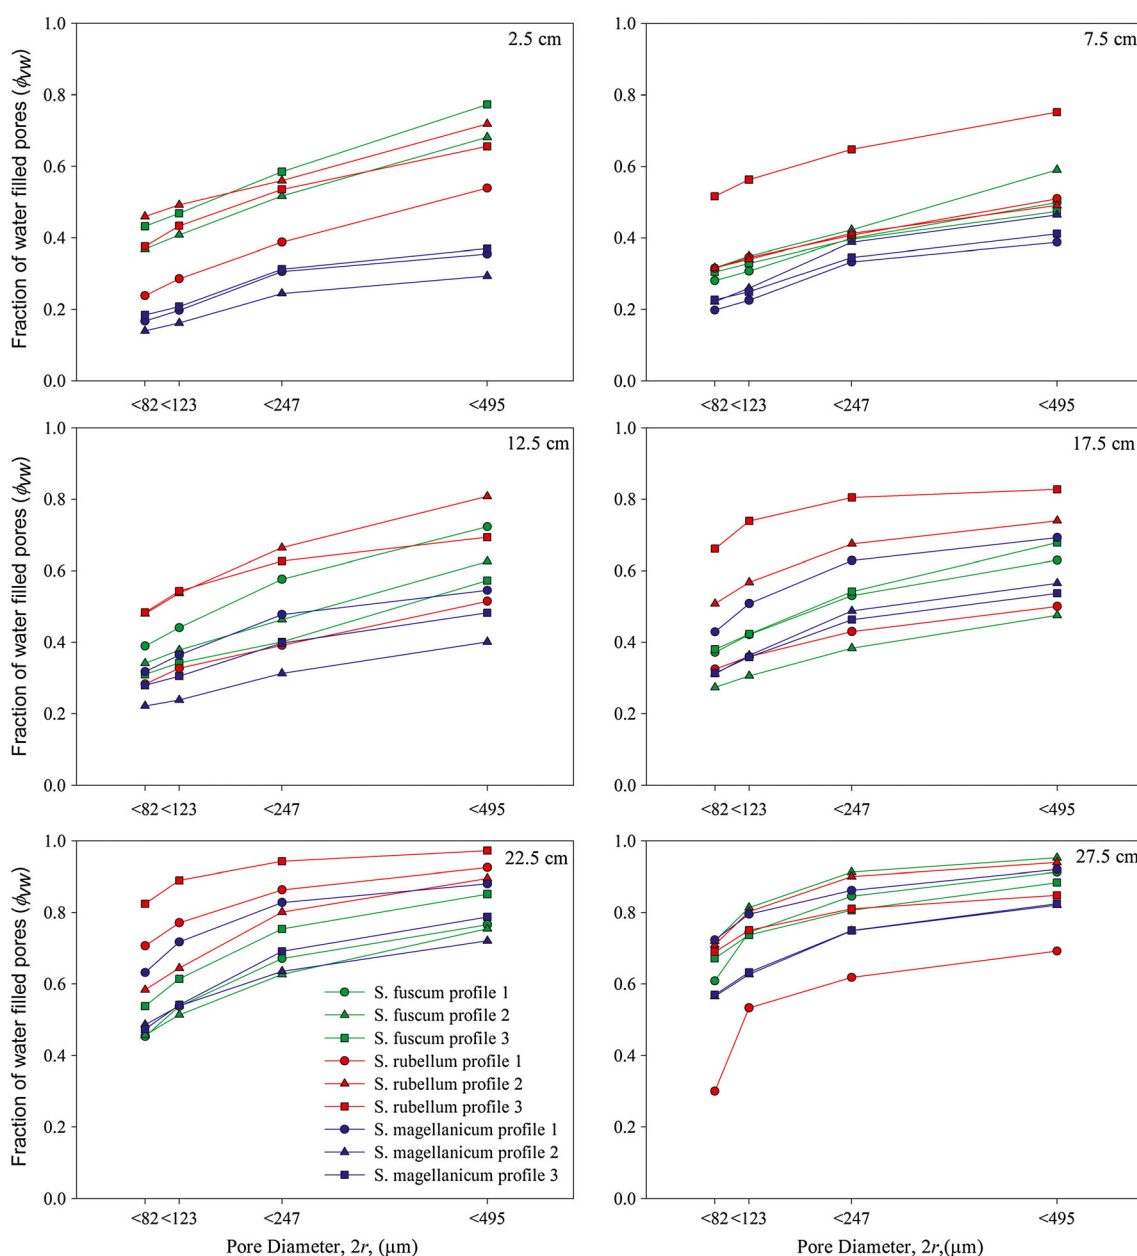 1.0
0.8
0.6
0.4
0.2
0.0
Fraction of water filled pores (ϕVW)
2.5 cm
<82 <123 <247 <495
1.0
0.8
0.6
0.4
0.2
0.0
7.5 cm
<82 <123 <247 <495
1.0
0.8
0.6
0.4
0.2
0.0
Fraction of water filled pores (ϕVW)
12.5 cm
<82 <123 <247 <495
1.0
0.8
0.6
0.4
0.2
0.0
17.5 cm
<82 <123 <247 <495
1.0
0.8
0.6
0.4
0.2
0.0
Fraction of water filled pores (ϕVW)
22.5 cm
S. fuscum profile 1
S. fuscum profile 2
S. fuscum profile 3
S. rubellum profile 1
S. rubellum profile 2
S. rubellum profile 3
S. magellanicum profile 1
S. magellanicum profile 2
S. magellanicum profile 3
<82 <123 <247 <495
Pore Diameter, 2r, (μm)
1.0
0.8
0.6
0.4
0.2
0.0
27.5 cm
<82 <123 <247 <495
Pore Diameter, 2r,(μm)